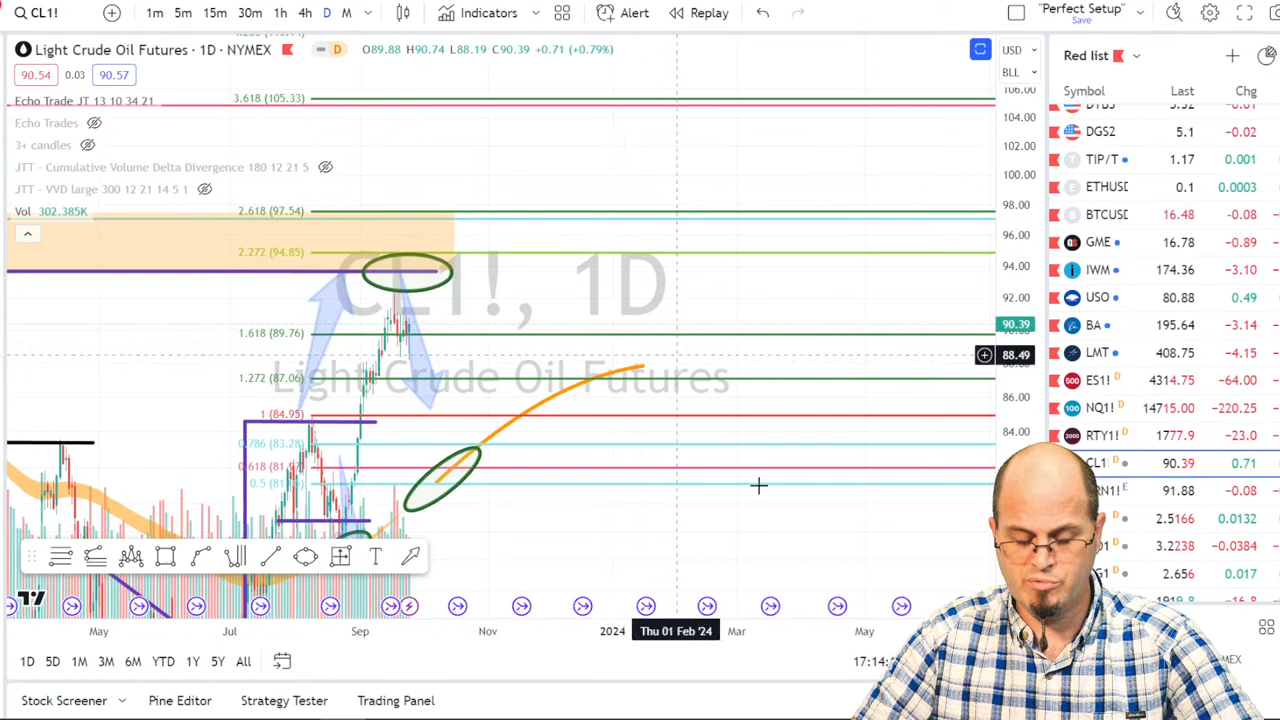 CL1! 1m 5m 15m 30m 1h 4h D M Indicators Alert Replay "Perfect Setup"
Save
Light Crude Oil Futures · 1D · NYMEX D O89.88 H90.74 L88.19 C90.39 +0.71 (+0.79%) USD Red list
90.54 0.03 90.57 BLL
Symbol Last Chg
Echo Trade JT 13 10 34 21 3.618 (105.33) 106.00
DTB3 5.32 -0.01
Echo Trades 104.00
DGS2 5.1 -0.02
3+ candles 102.00
TIP/T 1.17 0.001
JTT - Cumulative Volume Delta Divergence 180 12 21 5 100.00
JTT - VVD large 300 12 21 14 5 1 ETHUSD 0.1 0.0003
Vol 302.385K 2.618 (97.54) 98.00
BTCUSD 16.48 -0.08
96.00 GME 16.78 -0.89
2.272 (94.85)
94.00 IWM 174.36 -3.10
CL1!, 1D
92.00 USO 80.88 0.49
1.618 (89.76) 90.39 BA 195.64 -3.14
88.49 LMT 408.75 -4.15
1.272 (87.06) Light Crude Oil Futures ES1! D 4314.75 -64.00
86.00
1 (84.95) NQ1! D 14715.00 -220.25
84.00 RTY1! D 1777.9 -23.0
0.786 (83.28)
0.618 CL1 D 90.39 0.71
0.5 E 91.88 -0.08
D 2.5166 0.0132
D 3.2238 -0.0384
T D 2.656 0.017
1919.8 -16.8
May Jul Sep Nov 2024 Thu 01 Feb '24 Mar May
1D 5D 1M 3M 6M YTD 1Y 5Y All 17:14:1
Stock Screener Pine Editor Strategy Tester Trading Panel